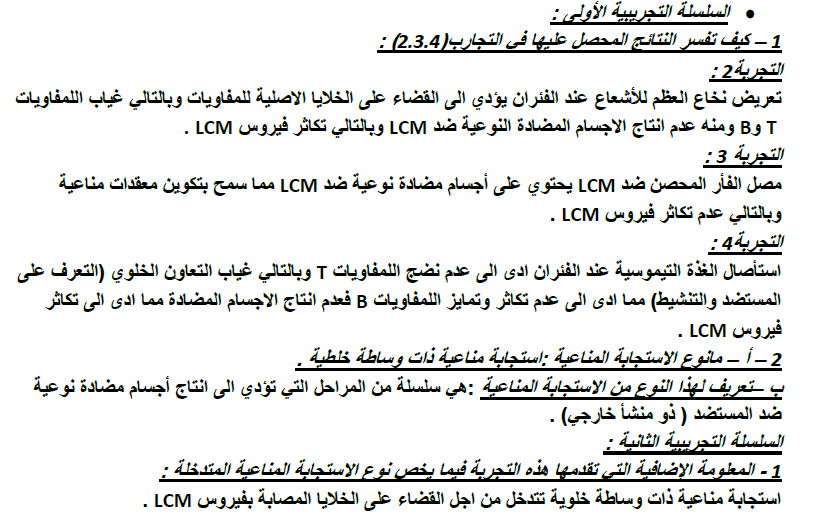 • السلسلة التجريبية الأولى :
1 – كيف تفسر النتائج المحصل عليها في التجارب(2.3.4) :
التجربة2 :
تعريض نخاع العظم للأشعاع عند الفئران يؤدي الى القضاء على الخلايا الاصلية للمفاويات وبالتالي غياب اللمفاويات
T وB ومنه عدم انتاج الاجسام المضادة النوعية ضد LCM وبالتالي تكاثر فيروس LCM .
التجربة 3 :
مصل الفأر المحصن ضد LCM يحتوي على أجسام مضادة نوعية ضد LCM مما سمح بتكوين معقدات مناعية
وبالتالي عدم تكاثر فيروس LCM .
التجربة4 :
استأصال الغذة التيموسية عند الفئران ادى الى عدم نضج اللمفاويات T وبالتالي غياب التعاون الخلوي (التعرف على
المستضد والتنشيط) مما ادى الى عدم تكاثر وتمايز اللمفاويات B فعدم انتاج الاجسام المضادة مما ادى الى تكاثر
فيروس LCM .
2 – أ – مانوع الاستجابة المناعية :استجابة مناعية ذات وساطة خلطية .
ب –تعريف لهذا النوع من الاستجابة المناعية :هي سلسلة من المراحل التي تؤدي الى انتاج أجسام مضادة نوعية
ضد المستضد ( ذو منشأ خارجي) .
السلسلة التجريبية الثانية :
1 - المعلومة الإضافية التي تقدمها هذه التجربة فيما يخص نوع الاستجابة المناعية المتدخلة :
استجابة مناعية ذات وساطة خلوية تتدخل من اجل القضاء على الخلايا المصابة بفيروس LCM .